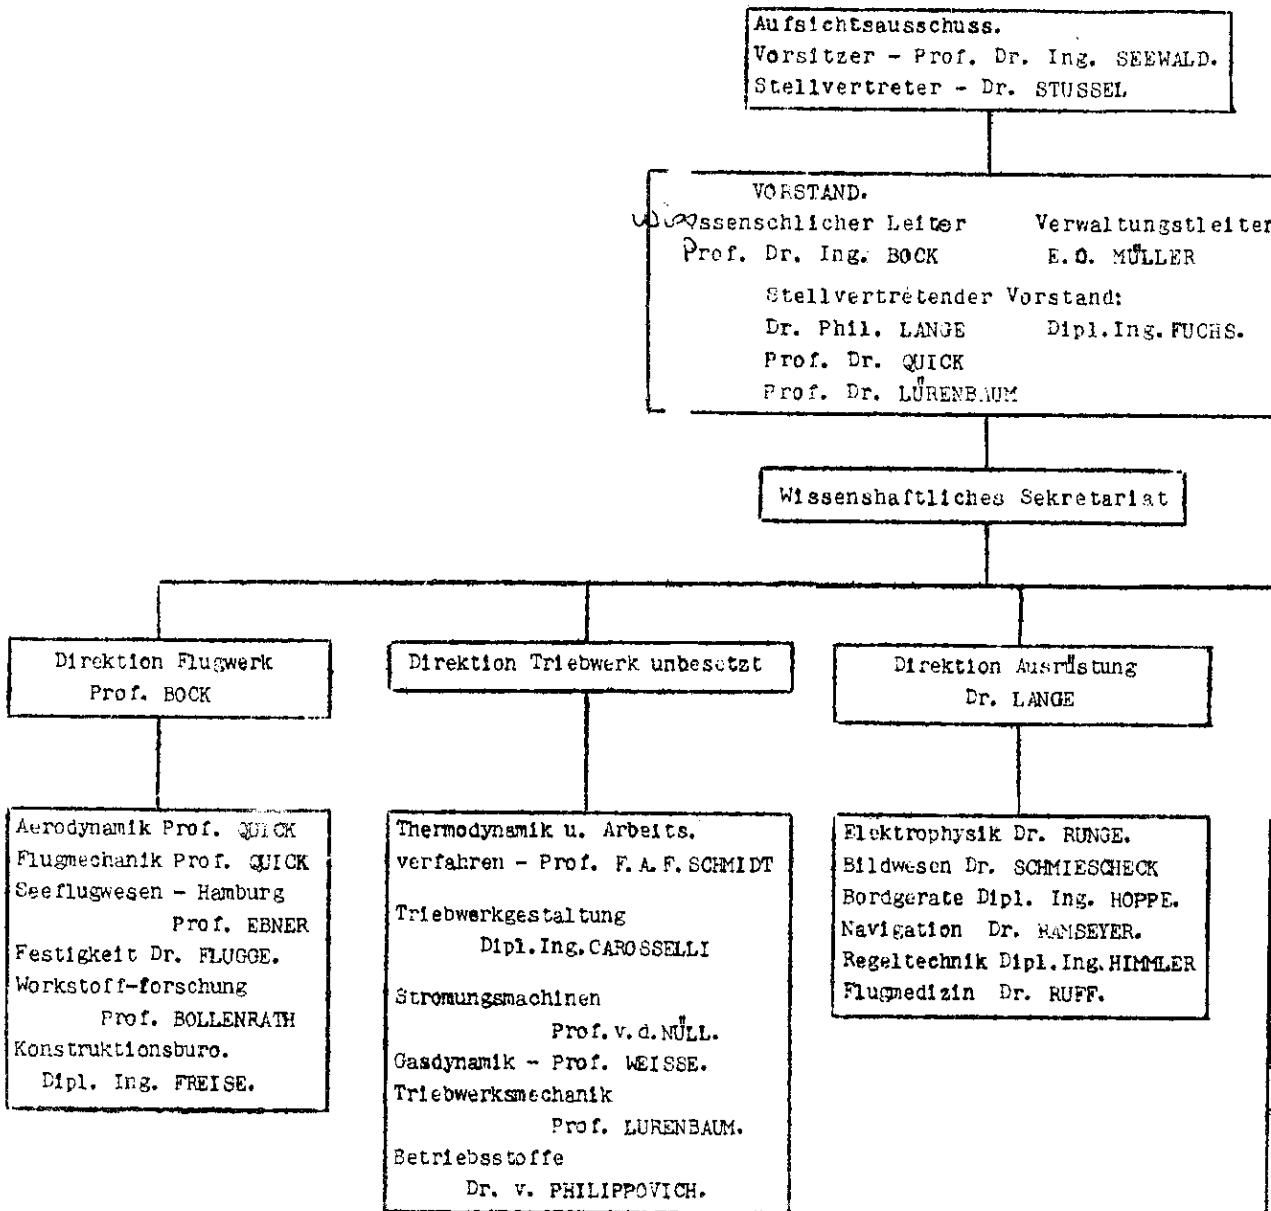 Aufsichtsausschuss.
Vorsitzer - Prof. Dr. Ing. SEEWALD.
Stellvertreter - Dr. STUSSEL
VORSTAND.
Wissenschlicher Leiter Verwaltungstleiter
Prof. Dr. Ing. BOCK E.O. MÜLLER
Stellvertretender Vorstand:
Dr. Phil. LANGE Dipl.Ing. FUCHS.
Prof. Dr. QUICK
Prof. Dr. LÜRENBAUM
Wissenshaftliches Sekretariat
Direktion Flugwerk
Prof. BOCK
Direktion Triebwerk unbesetzt
Direktion Ausrüstung
Dr. LANGE
Aerodynamik Prof. QUICK
Flugmechanik Prof. QUICK
Seeflugwesen - Hamburg
Prof. EBNER
Festigkeit Dr. FLUGGE.
Workstoff-forschung
Prof. BOLLENRATH
Konstruktionsburo.
Dipl. Ing. FREISE.
Thermodynamik u. Arbeits.
verfahren - Prof. F.A.F. SCHMIDT
Triebwerkgestaltung
Dipl.Ing. CAROSSELLI
Stromungsmachinen
Prof. v.d. NÜLL.
Gasdynamik - Prof. WEISSE.
Triebwerksmechanik
Prof. LURENBAUM.
Betriebsstoffe
Dr. v. PHILIPPOVICH.
Elektrophysik Dr. RUNGE.
Bildwesen Dr. SCHMIESCHECK
Bordgerate Dipl. Ing. HOPPE.
Navigation Dr. RAMSEYER.
Regeltechnik Dipl.Ing. HIMMLER
Flugmedizin Dr. RUFF.